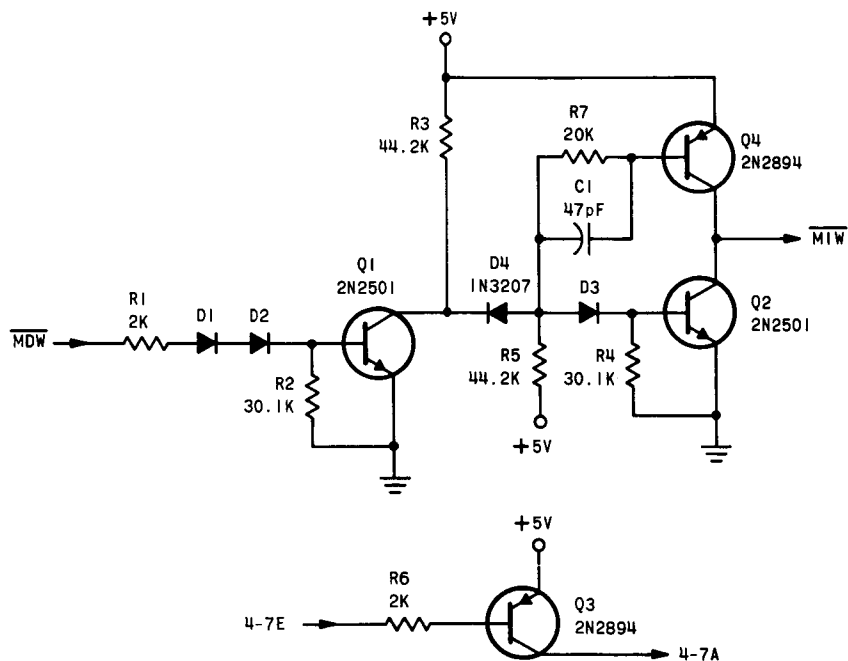 +5V
R3
44.2K
R7
20K
C1
47pF
Q4
2N2894
M̅I̅W̅
Q1
2N2501
D4
1N3207
D3
Q2
2N2501
R1
2K
D1
D2
M̅D̅W̅
R2
30.1K
R5
44.2K
R4
30.1K
+5V
+5V
R6
2K
Q3
2N2894
4-7E
4-7A